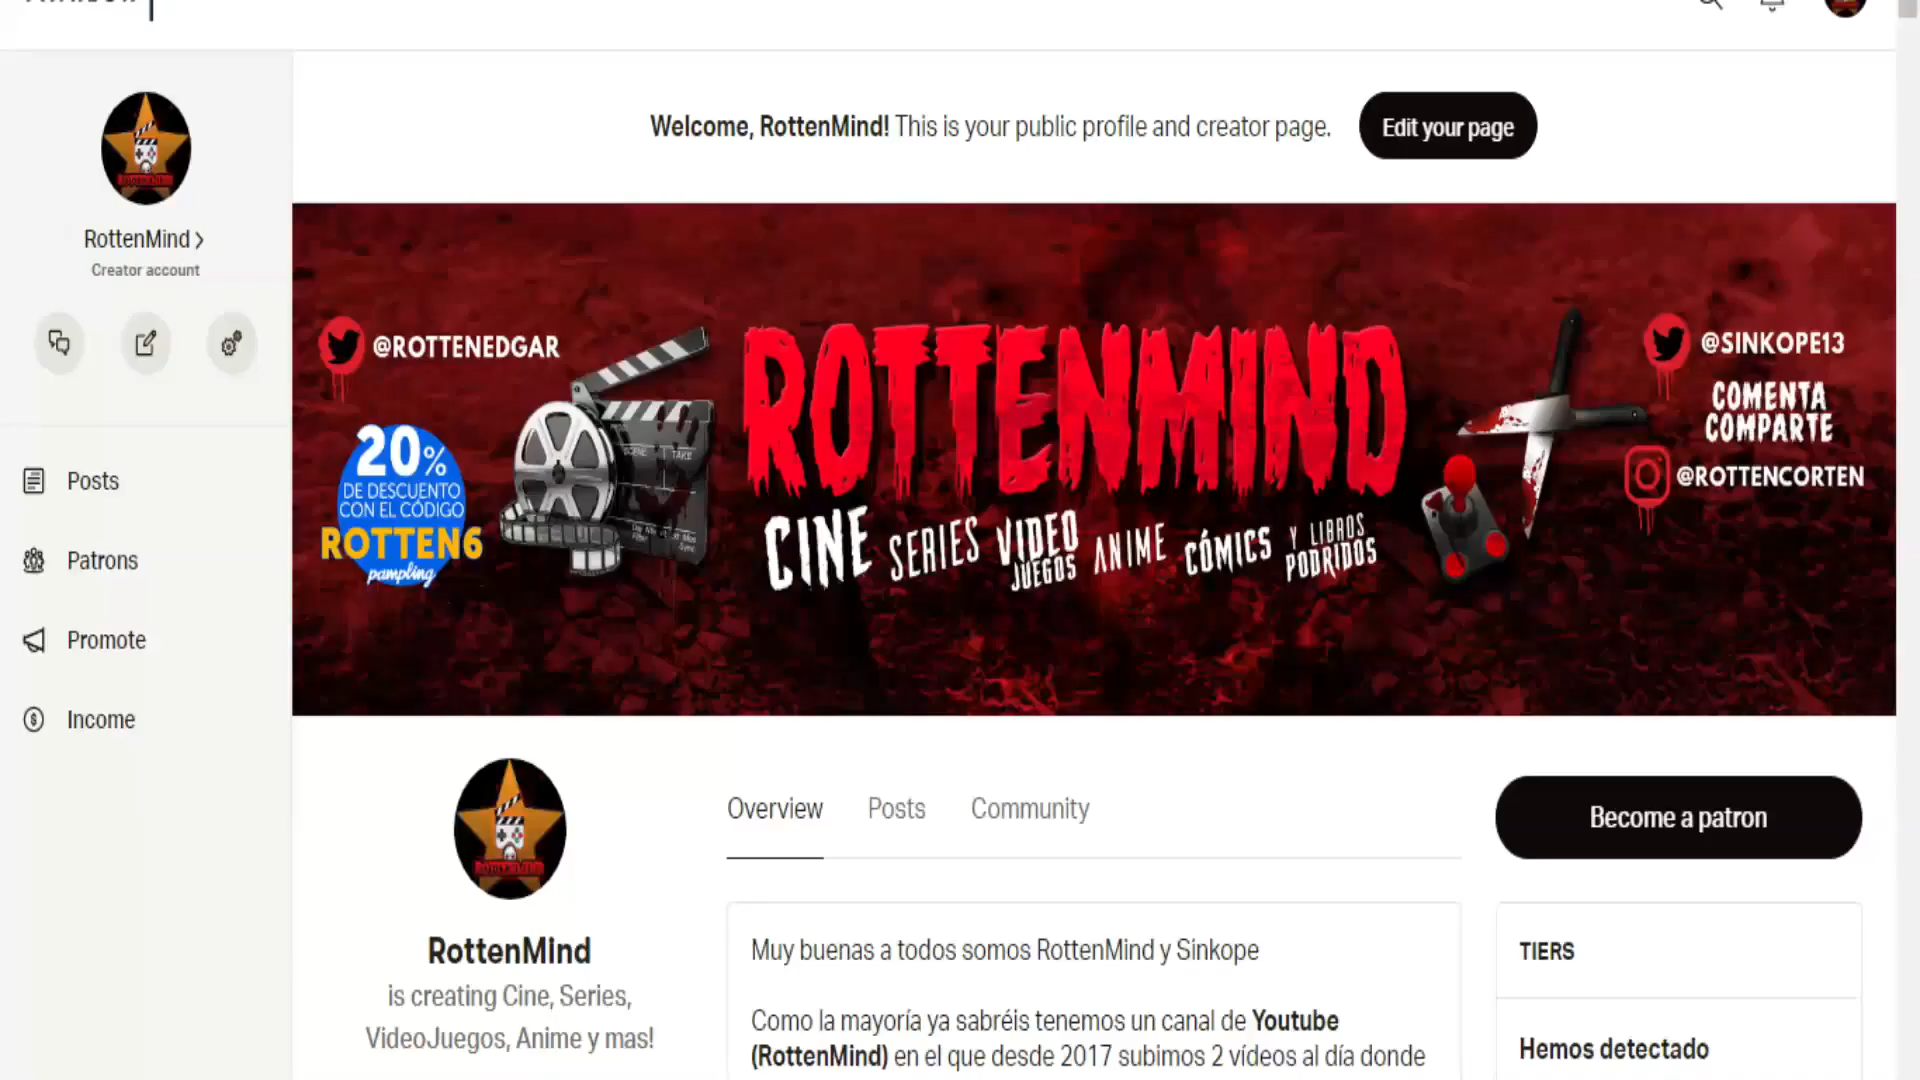 Welcome, RottenMind! This is your public profile and creator page.
Edit your page
RottenMind
Creator account
Posts
Patrons
Promote
Income
@ROTTENEDGAR
20%
DE DESCUENTO
CON EL CÓDIGO
ROTTEN6
pampling
SCENE TAKE
ROTTENMIND
CINE SERIES VIDEO JUEGOS ANIME CÓMICS Y LIBROS PODRIDOS
@SINKOPE13
COMENTA
COMPARTE
@ROTTENCORTEN
Overview Posts Community
Become a patron
RottenMind
is creating Cine, Series,
VideoJuegos, Anime y mas!
Muy buenas a todos somos RottenMind y Sinkope
Como la mayoría ya sabréis tenemos un canal de Youtube
(RottenMind) en el que desde 2017 subimos 2 vídeos al día donde
TIERS
Hemos detectado